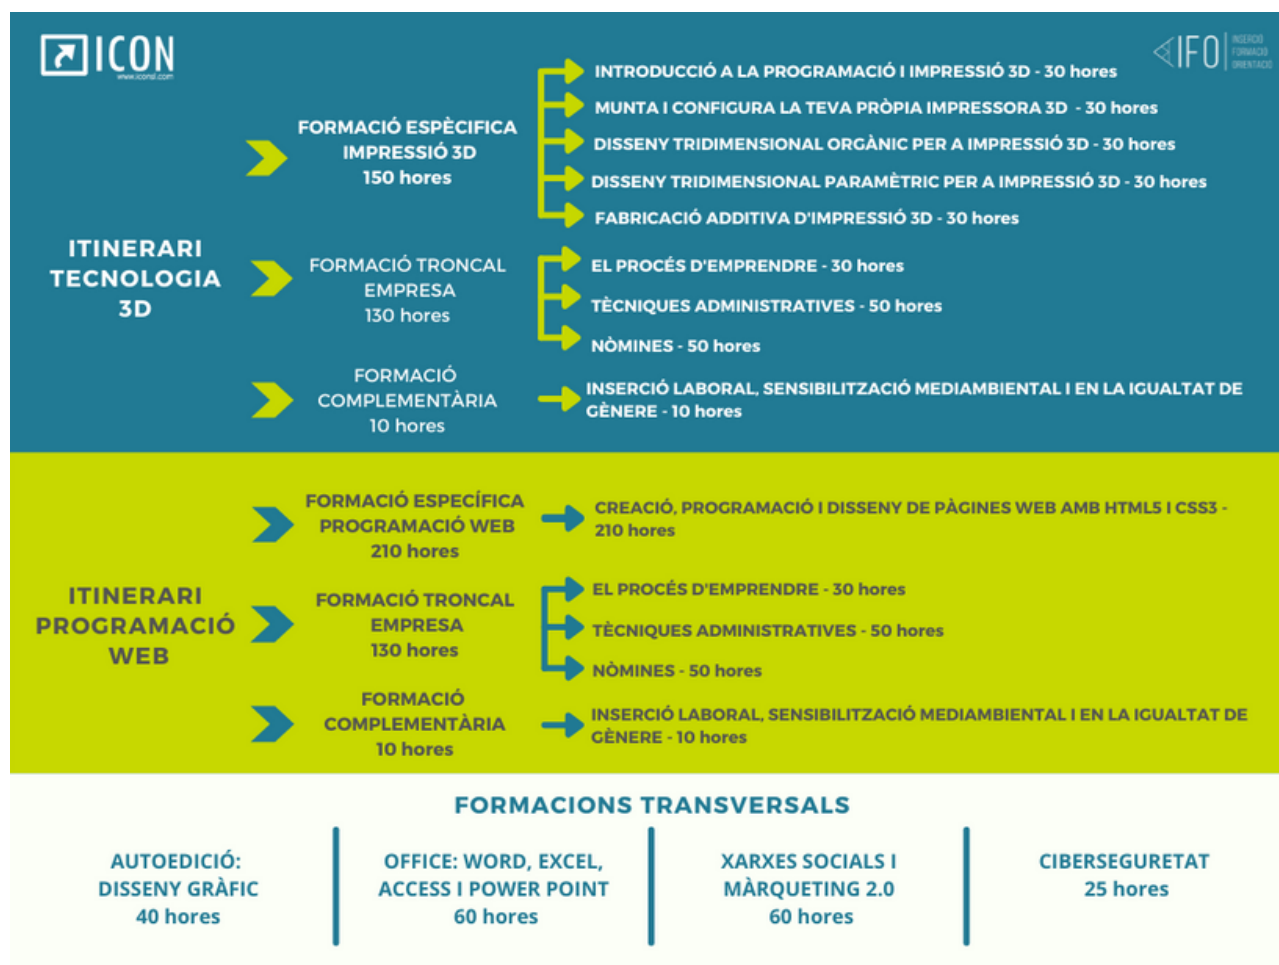 ICON
www.iconsl.com
IFO
INSERCIO
FORMACIO
ORIENTACIO
ITINERARI
TECNOLOGIA
3D
FORMACIÓ ESPÈCIFICA
IMPRESSIÓ 3D
150 hores
INTRODUCCIÓ A LA PROGRAMACIÓ I IMPRESSIÓ 3D - 30 hores
MUNTA I CONFIGURA LA TEVA PRÒPIA IMPRESSORA 3D - 30 hores
DISSENY TRIDIMENSIONAL ORGÀNIC PER A IMPRESSIÓ 3D - 30 hores
DISSENY TRIDIMENSIONAL PARAMÈTRIC PER A IMPRESSIÓ 3D - 30 hores
FABRICACIÓ ADDITIVA D'IMPRESSIÓ 3D - 30 hores
FORMACIÓ TRONCAL
EMPRESA
130 hores
EL PROCÉS D'EMPRENDRE - 30 hores
TÈCNIQUES ADMINISTRATIVES - 50 hores
NÒMINES - 50 hores
FORMACIÓ
COMPLEMENTÀRIA
10 hores
INSERCIÓ LABORAL, SENSIBILITZACIÓ MEDIAMBIENTAL I EN LA IGUALTAT DE
GÈNERE - 10 hores
ITINERARI
PROGRAMACIÓ
WEB
FORMACIÓ ESPECÍFICA
PROGRAMACIÓ WEB
210 hores
CREACIÓ, PROGRAMACIÓ I DISSENY DE PÀGINES WEB AMB HTML5 I CSS3 -
210 hores
FORMACIÓ TRONCAL
EMPRESA
130 hores
EL PROCÉS D'EMPRENDRE - 30 hores
TÈCNIQUES ADMINISTRATIVES - 50 hores
NÒMINES - 50 hores
FORMACIÓ
COMPLEMENTÀRIA
10 hores
INSERCIÓ LABORAL, SENSIBILITZACIÓ MEDIAMBIENTAL I EN LA IGUALTAT DE
GÈNERE - 10 hores
FORMACIONS TRANSVERSALS
AUTOEDICIÓ:
DISSENY GRÀFIC
40 hores
OFFICE: WORD, EXCEL,
ACCESS I POWER POINT
60 hores
XARXES SOCIALS I
MÀRQUETING 2.0
60 hores
CIBERSEGURETAT
25 hores